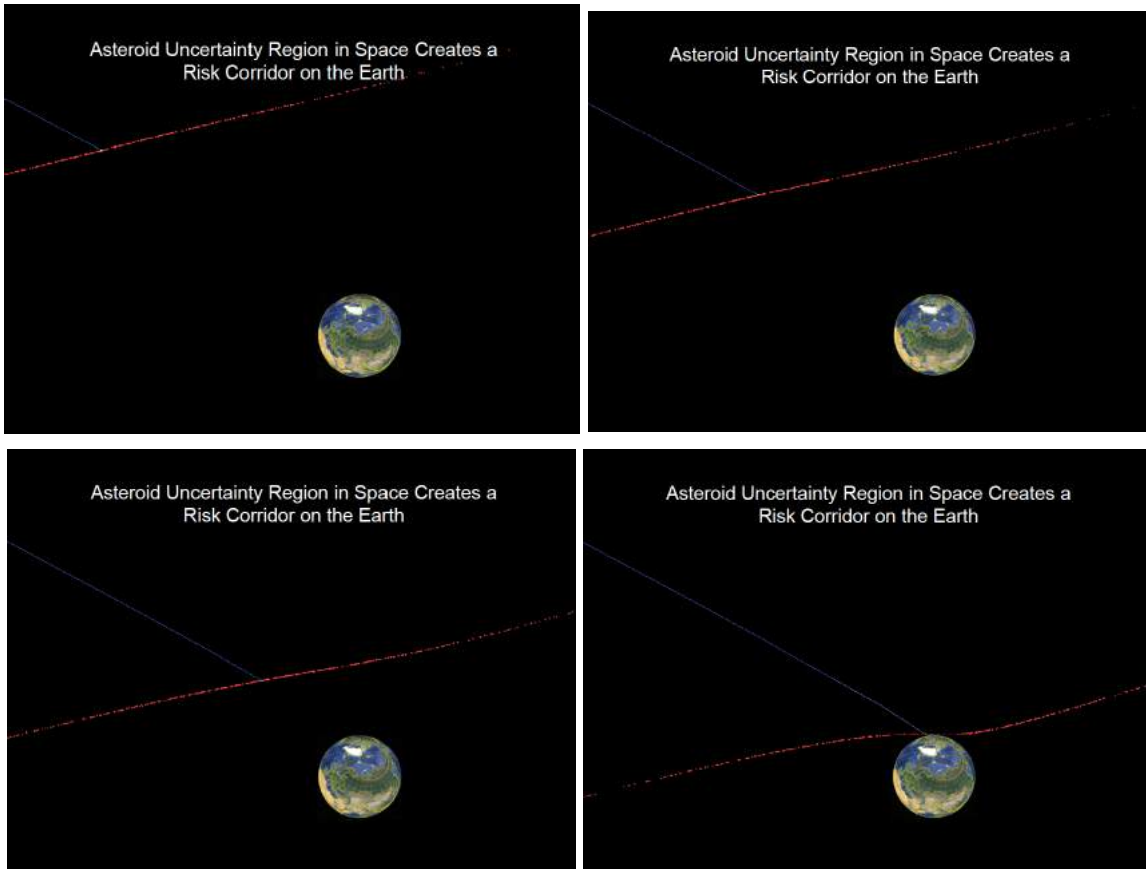 Asteroid Uncertainty Region in Space Creates a
Risk Corridor on the Earth
Asteroid Uncertainty Region in Space Creates a
Risk Corridor on the Earth
Asteroid Uncertainty Region in Space Creates a
Risk Corridor on the Earth
Asteroid Uncertainty Region in Space Creates a
Risk Corridor on the Earth